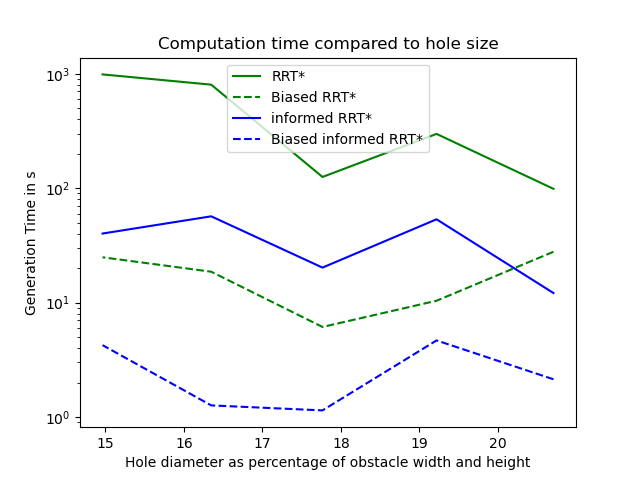 Computation time compared to hole size
RRT*
Biased RRT*
informed RRT*
Biased informed RRT*
Generation Time in s
10³
10²
10¹
10⁰
15 16 17 18 19 20
Hole diameter as percentage of obstacle width and height